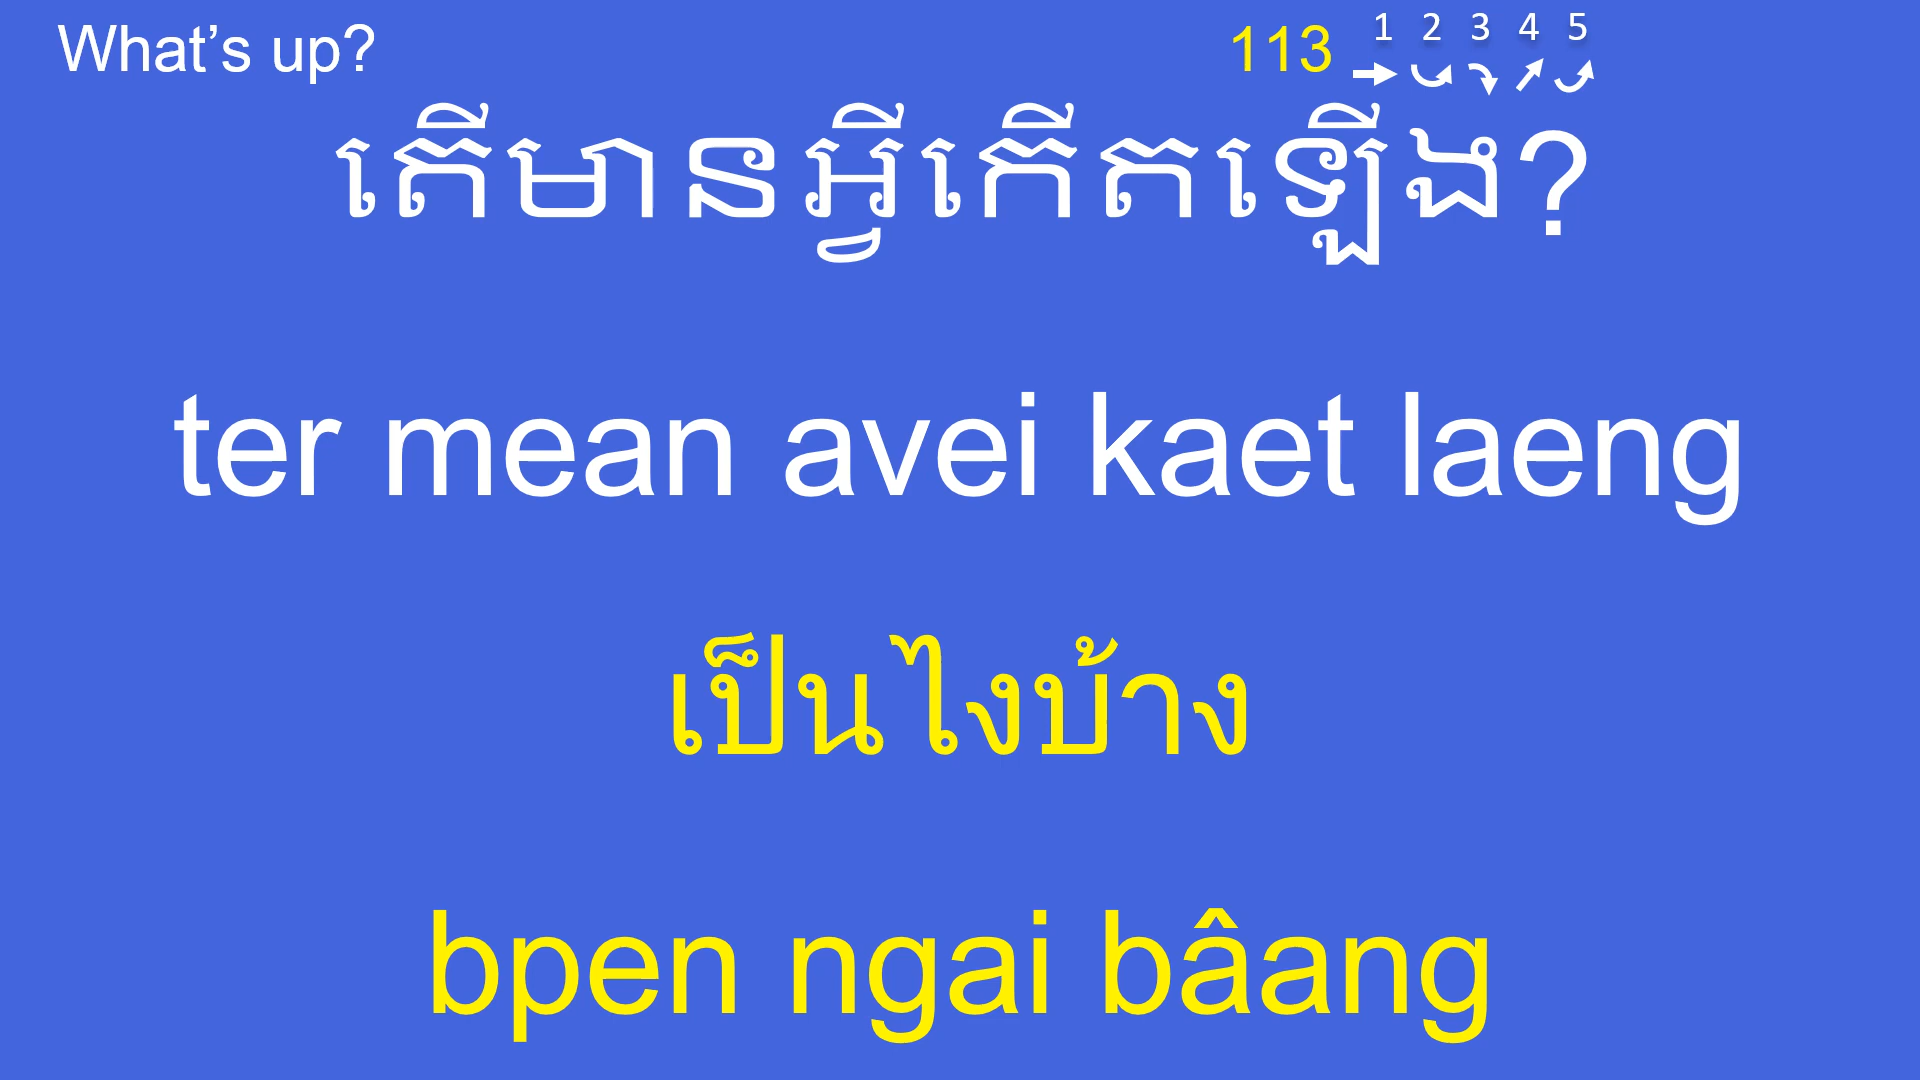 What's up?
113 1 2 3 4 5
តើមានអ្វីកើតឡើង?
ter mean avei kaet laeng
เป็นไงบ้าง
bpen ngai bâang